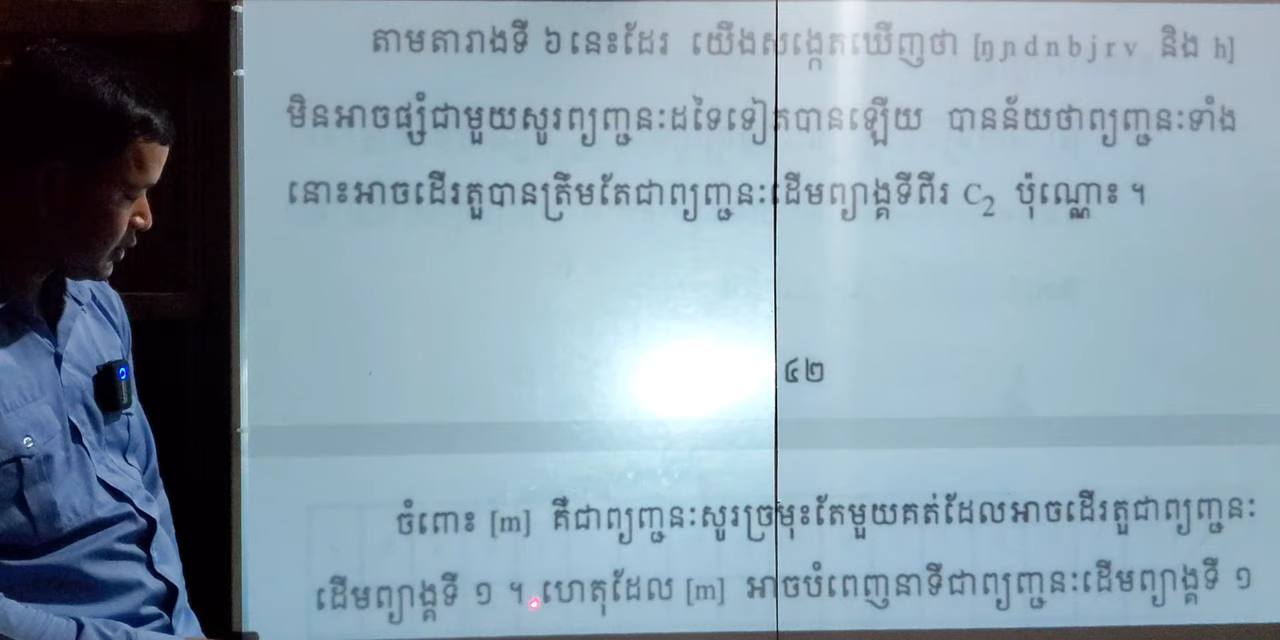 តាមតារាងទី ៦នេះដែរ យើងសង្កេតឃើញថា [ŋ ɲ d n b j r v និង h]
មិនអាចផ្សំជាមួយសូរព្យញ្ជនៈដទៃទៀតបានឡើយ បានន័យថាព្យញ្ជនៈទាំង
នោះអាចដើរតួបានត្រឹមតែជាព្យញ្ជនៈដើមព្យាង្គទីពីរ C₂ ប៉ុណ្ណោះ ។
៤២
ចំពោះ [m] គឺជាព្យញ្ជនៈសូរច្រមុះតែមួយគត់ដែលអាចដើរតួជាព្យញ្ជនៈ
ដើមព្យាង្គទី ១ ។ ហេតុដែល [m] អាចបំពេញនាទីជាព្យញ្ជនៈដើមព្យាង្គទី ១